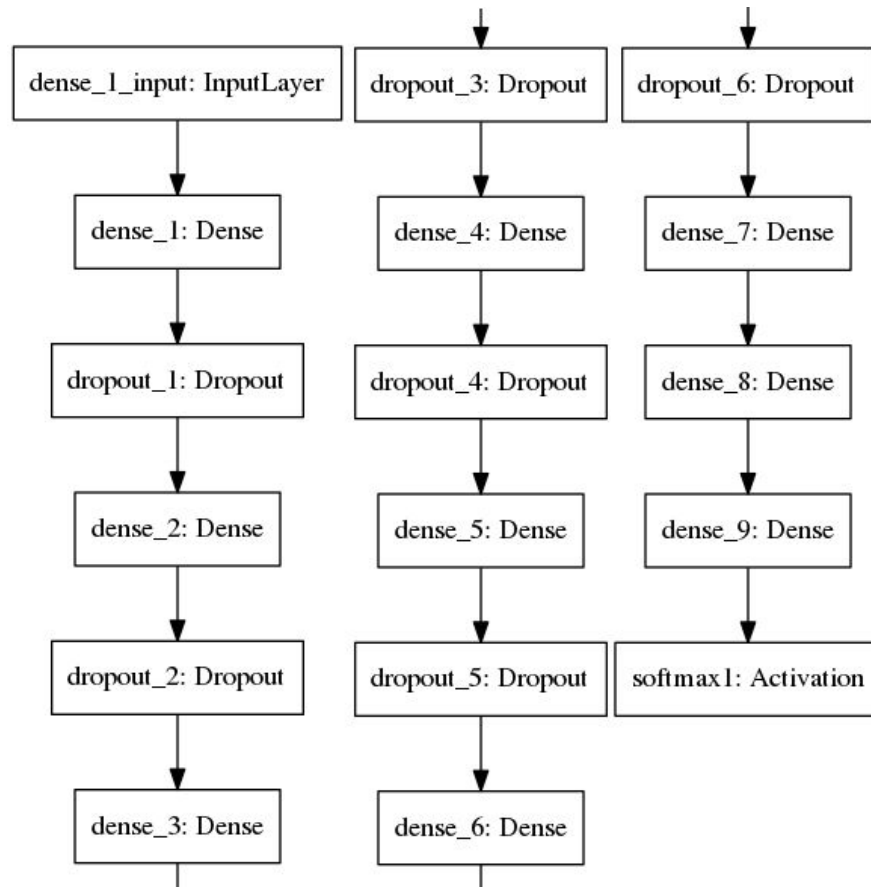 dense_1_input: InputLayer
dense_1: Dense
dropout_1: Dropout
dense_2: Dense
dropout_2: Dropout
dense_3: Dense
dropout_3: Dropout
dense_4: Dense
dropout_4: Dropout
dense_5: Dense
dropout_5: Dropout
dense_6: Dense
dropout_6: Dropout
dense_7: Dense
dense_8: Dense
dense_9: Dense
softmax1: Activation